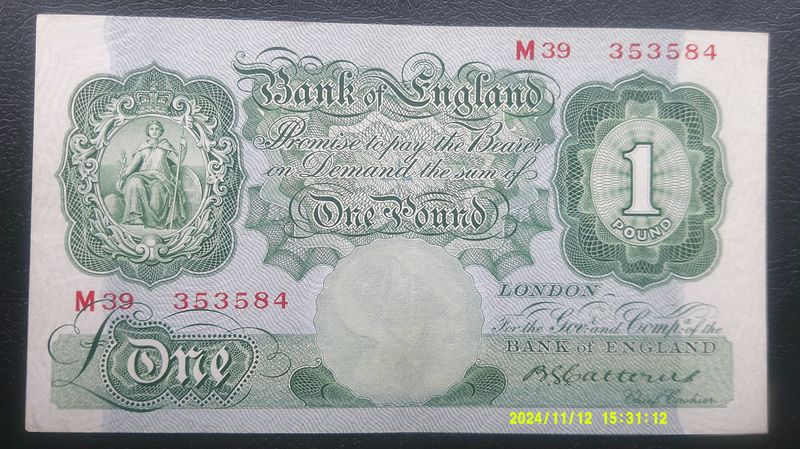 M39 353584
Bank of England
Promise to pay the Bearer
on Demand the sum of
One Pound
1
POUND
M39 353584
LONDON
For the Govr. and Compa. of the
BANK of ENGLAND
£One
B G Catterns
Chief Cashier
2024/11/12 15:31:12